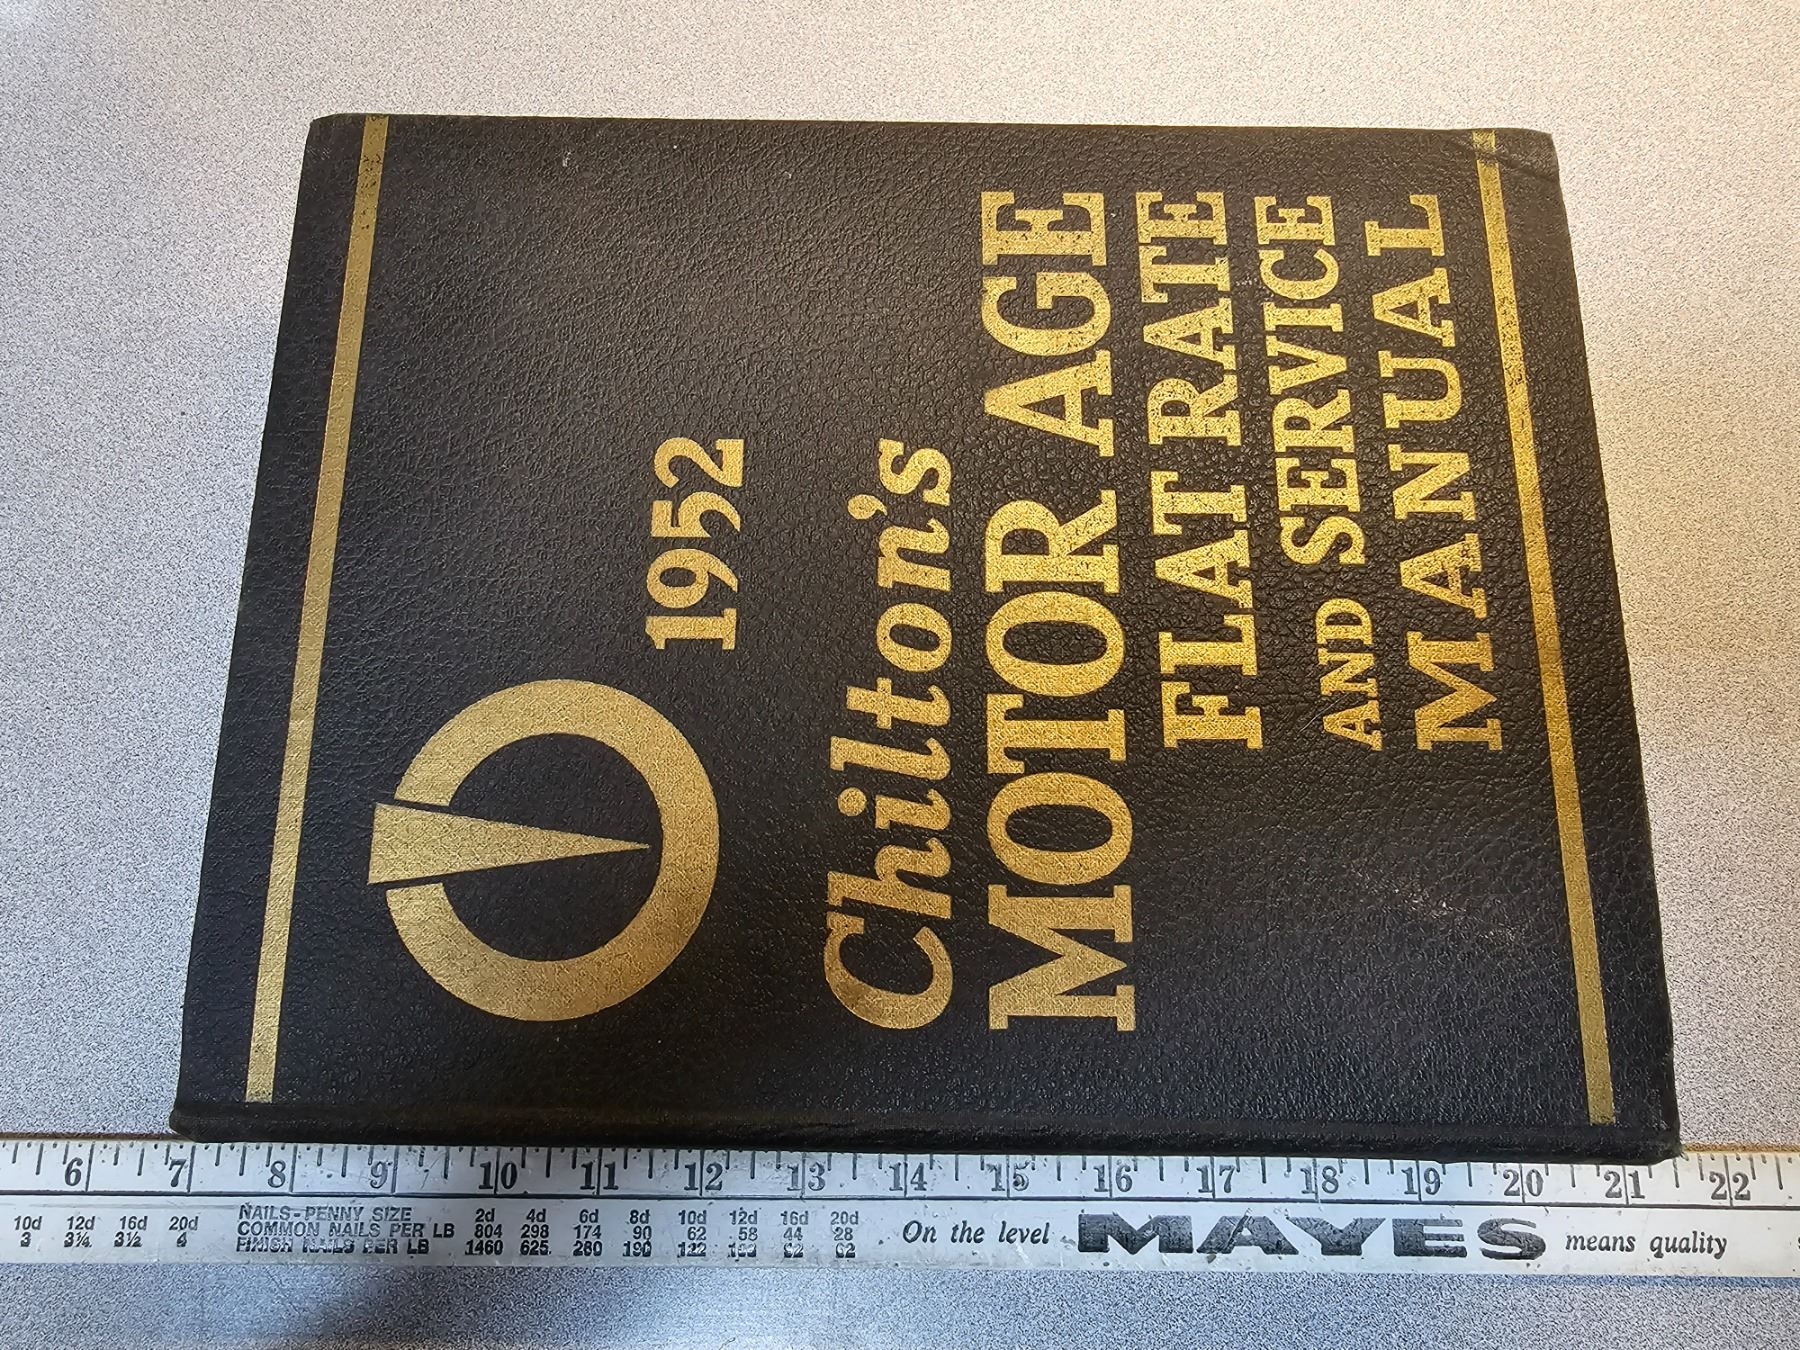 1952
Chilton's
MOTOR AGE
FLAT RATE
AND SERVICE
MANUAL
6 7 8 9 10 11 12 13 14 15 16 17 18 19 20 21 22
10d 12d 16d 20d
3 3¼ 3½ 4
NAILS-PENNY SIZE 2d 4d 6d 8d 10d 12d 16d 20d
COMMON NAILS PER LB 804 298 174 90 62 58 44 28
FINISH NAILS PER LB 1460 625 280 190 122
On the level MAYES means quality